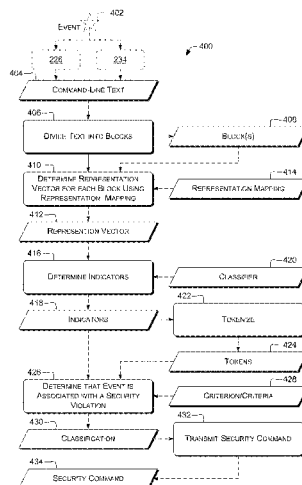 402
EVENT
400
226
234
404
COMMAND-LINE TEXT
406
408
DIVIDE TEXT INTO BLOCKS
BLOCK(S)
410
DETERMINE REPRESENTATION
VECTOR FOR EACH BLOCK USING
REPRESENTATION MAPPING
414
REPRESENTATION MAPPING
412
REPRESENTATION VECTOR
416
420
DETERMINE INDICATORS
CLASSIFIER
418
422
INDICATORS
TOKENIZE
424
TOKENS
426
428
DETERMINE THAT EVENT IS
ASSOCIATED WITH A SECURITY
VIOLATION
CRITERION/CRITERIA
430
432
CLASSIFICATION
TRANSMIT SECURITY COMMAND
434
SECURITY COMMAND